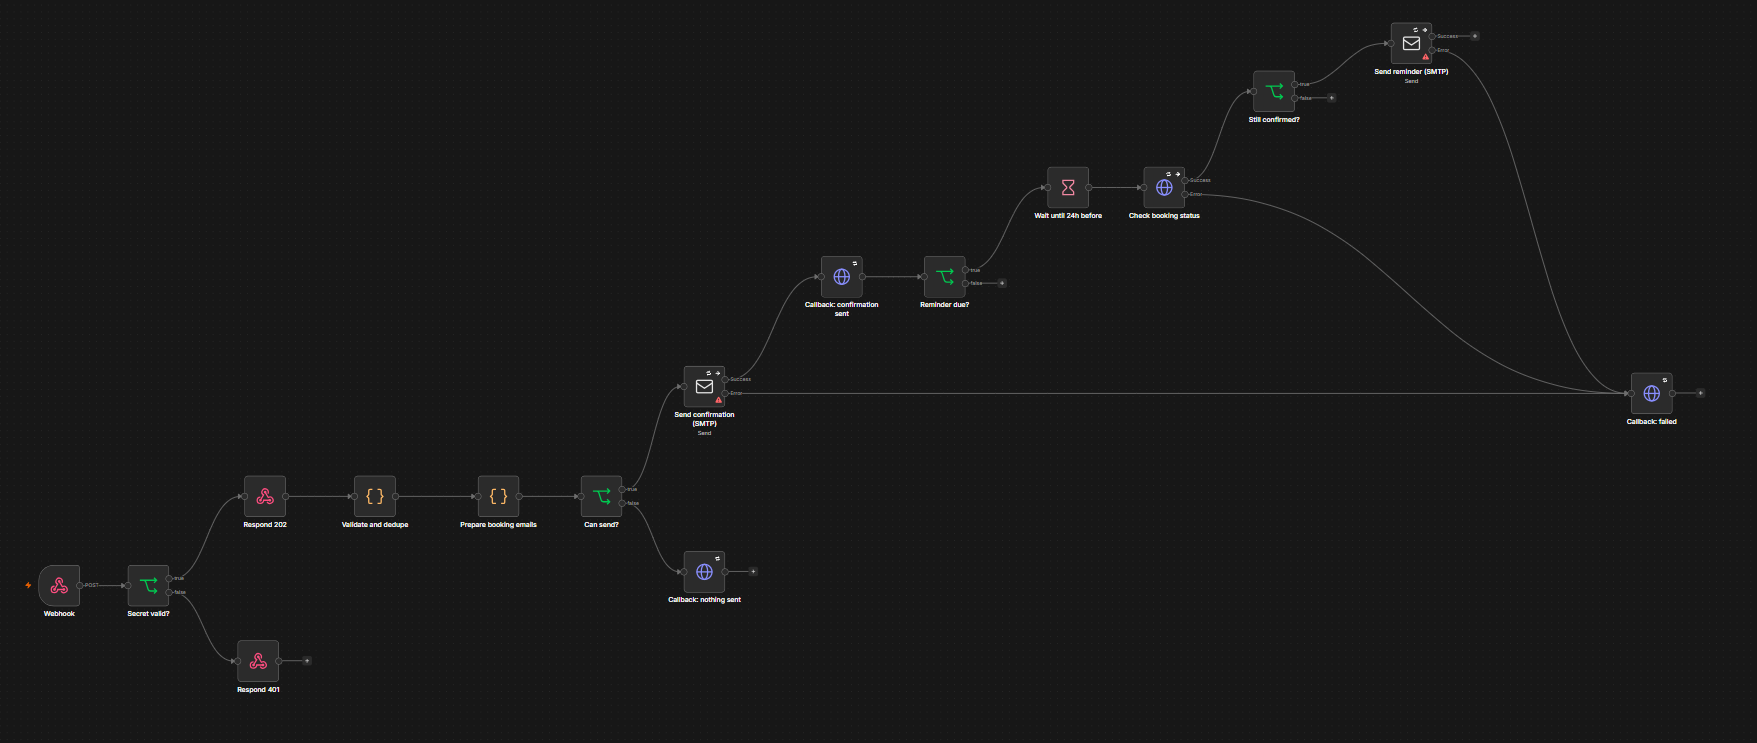 Success
Error
Send reminder (SMTP)
Send
true
false
Still confirmed?
Success
Error
Wait until 24h before
Check booking status
true
false
Callback: confirmation
sent
Reminder due?
Success
Error
Send confirmation
(SMTP)
Send
Callback: failed
true
false
Respond 202
Validate and dedupe
Prepare booking emails
Can send?
POST
true
false
Webhook
Secret valid?
Callback: nothing sent
Respond 401